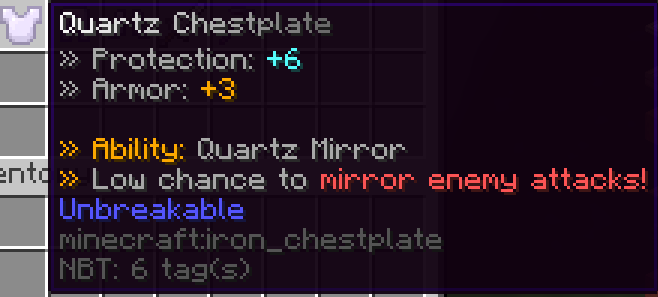 Quartz Chestplate
» Protection: +6
» Armor: +3
» Ability: Quartz Mirror
» Low chance to mirror enemy attacks!
Unbreakable
minecraft:iron_chestplate
NBT: 6 tag(s)